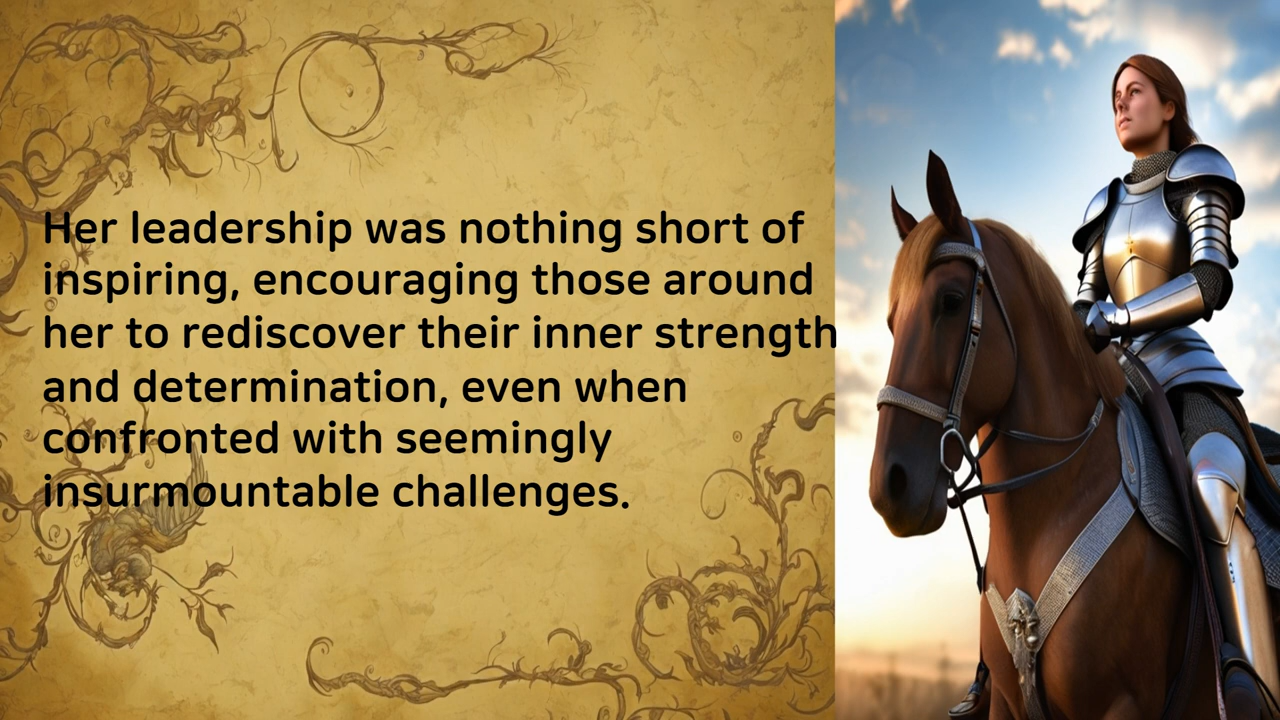 Her leadership was nothing short of
inspiring, encouraging those around
her to rediscover their inner strength
and determination, even when
confronted with seemingly
insurmountable challenges.